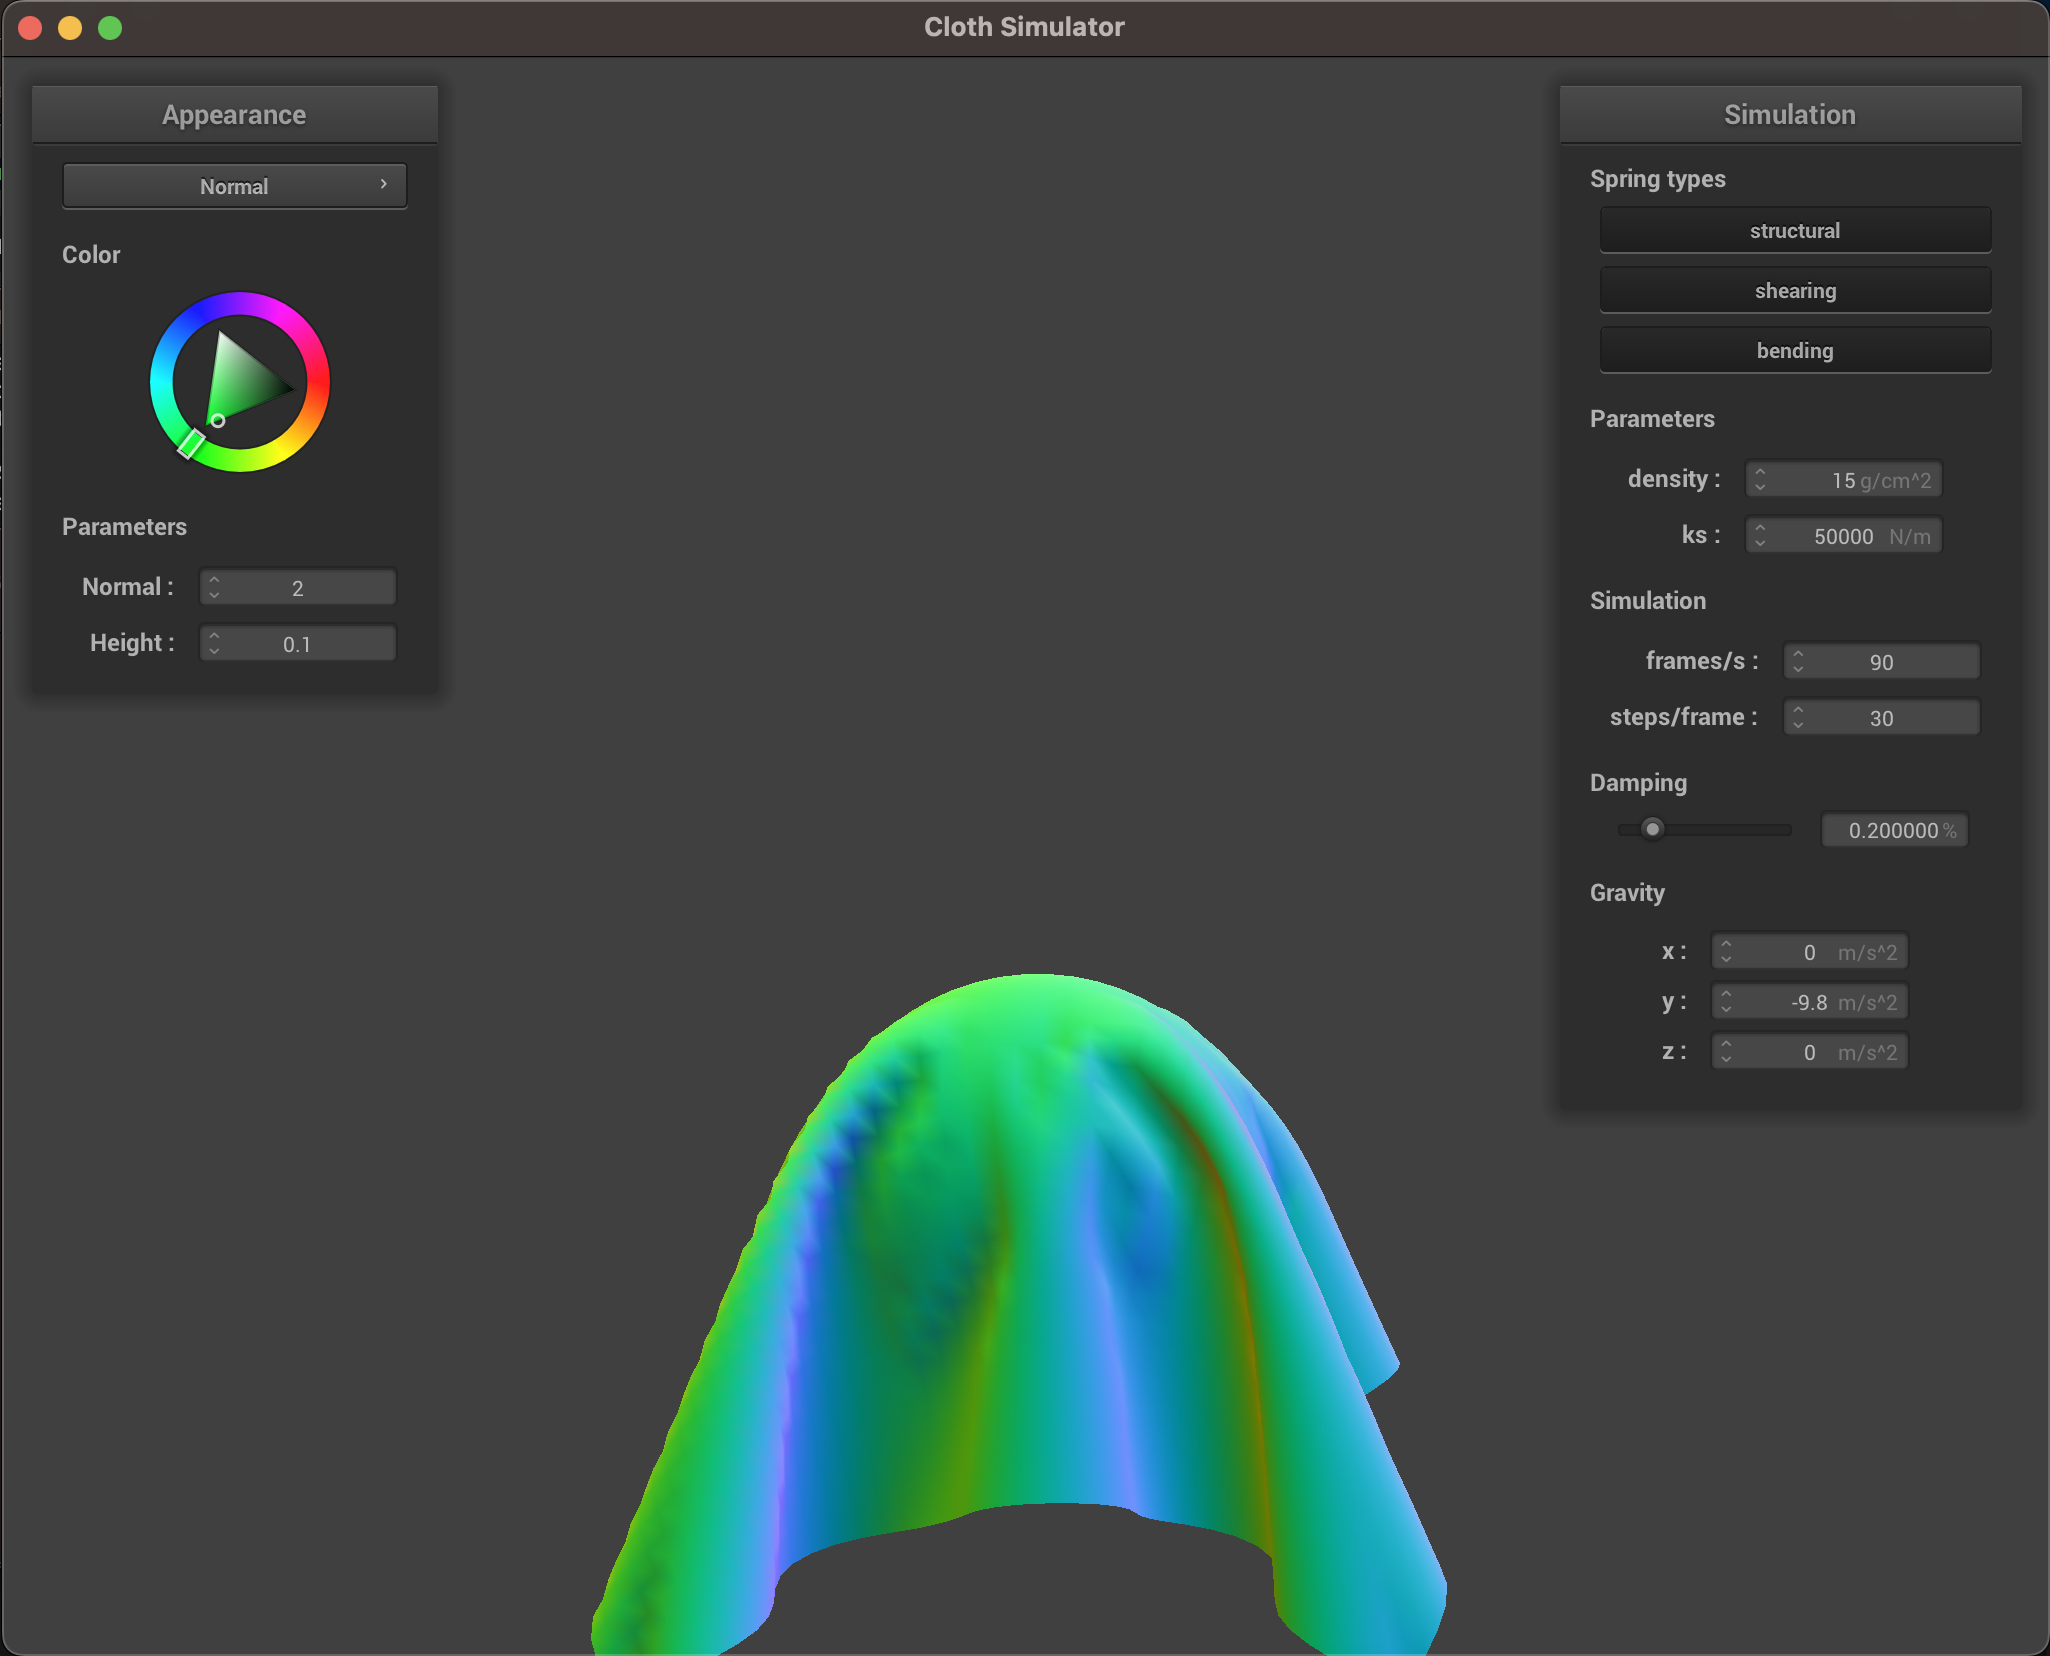 Cloth Simulator
Appearance
Normal
Color
Parameters
Normal : 2
Height : 0.1
Simulation
Spring types
structural
shearing
bending
Parameters
density : 15 g/cm^2
ks : 50000 N/m
Simulation
frames/s : 90
steps/frame : 30
Damping
0.200000 %
Gravity
x : 0 m/s^2
y : -9.8 m/s^2
z : 0 m/s^2